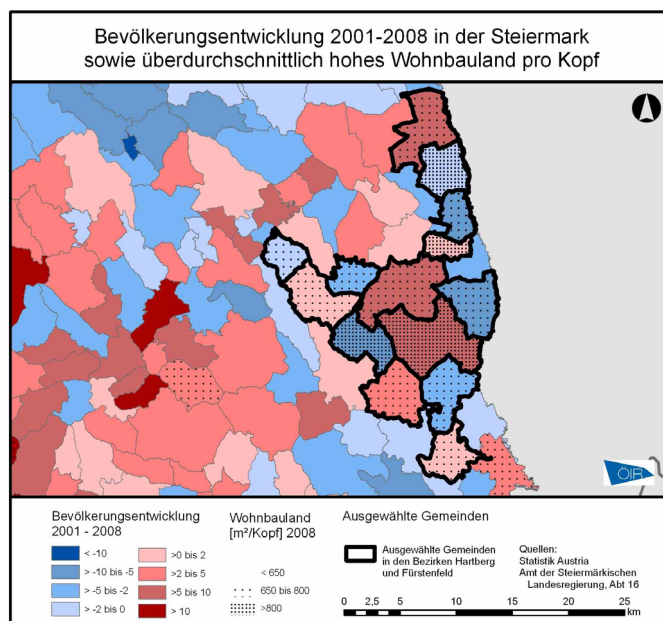 Bevölkerungsentwicklung 2001-2008 in der Steiermark
sowie überdurchschnittlich hohes Wohnbauland pro Kopf
ÖIR
Bevölkerungsentwicklung
2001 - 2008
< -10
> -10 bis -5
> -5 bis -2
> -2 bis 0
>0 bis 2
>2 bis 5
>5 bis 10
> 10
Wohnbauland
[m²/Kopf] 2008
< 650
650 bis 800
>800
Ausgewählte Gemeinden
Ausgewählte Gemeinden
in den Bezirken Hartberg
und Fürstenfeld
Quellen:
Statistik Austria
Amt der Steiermärkischen
Landesregierung, Abt 16
0 2,5 5 10 15 20 25
km